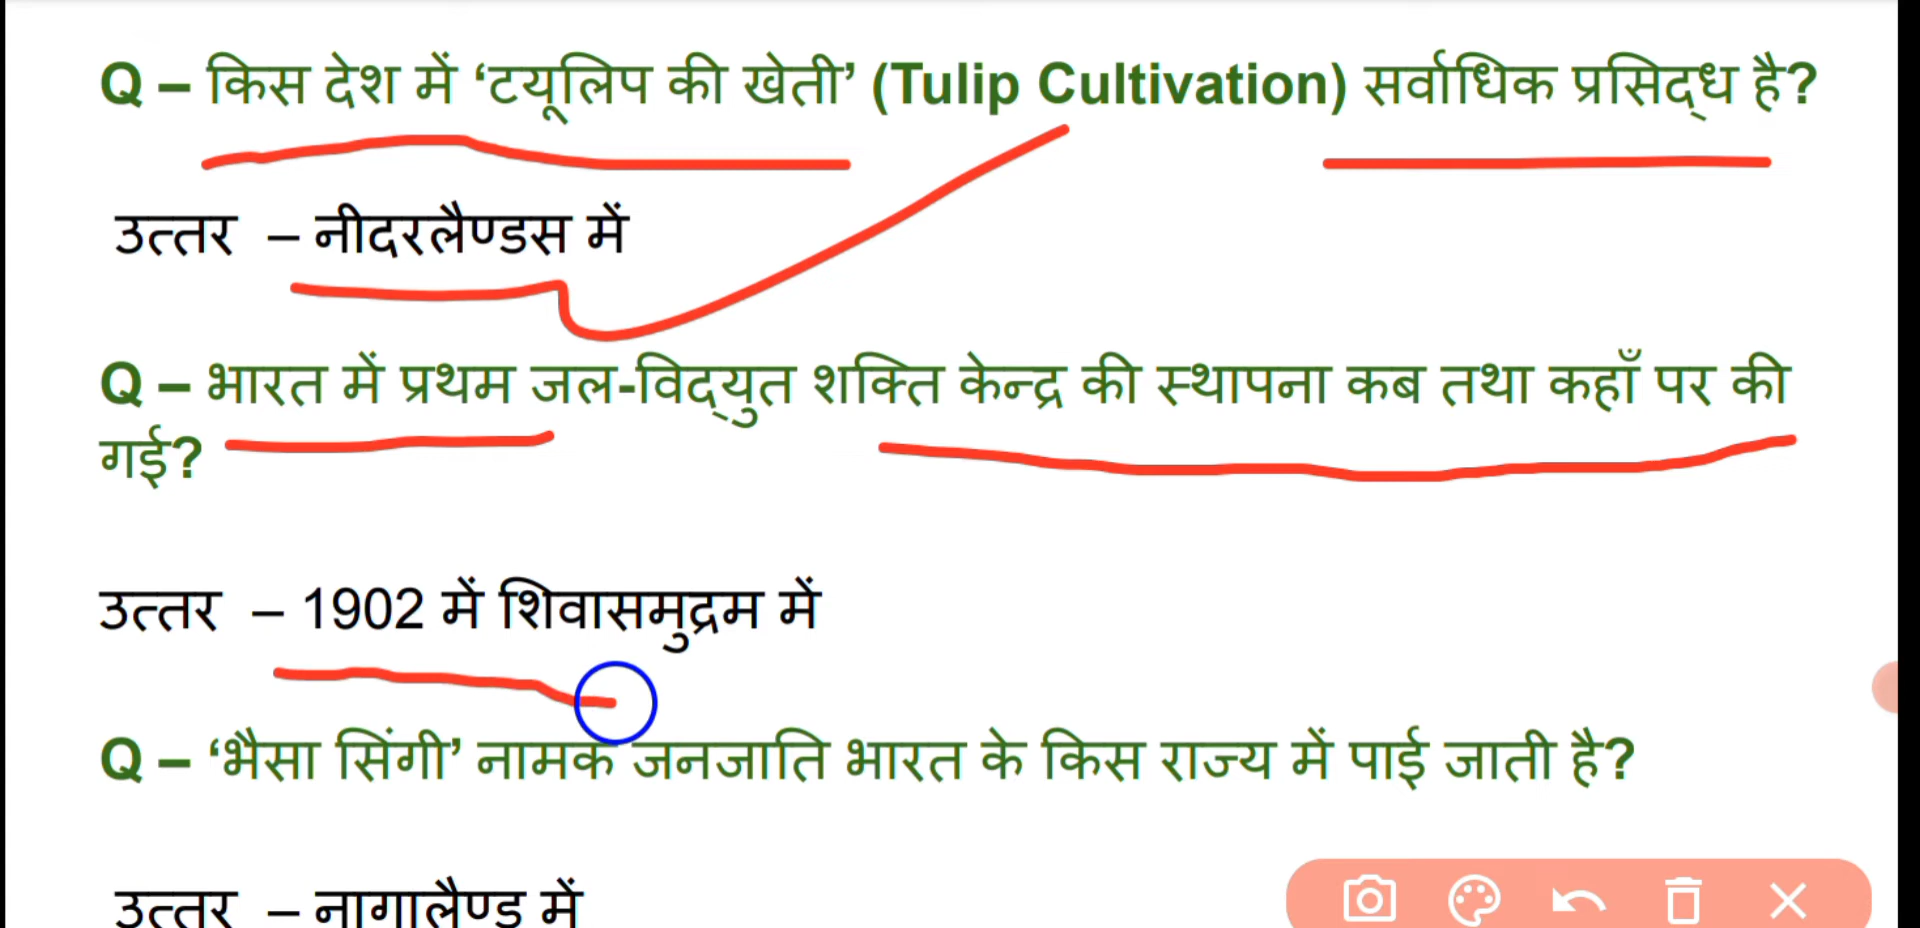 Q – किस देश में ‘टयूलिप की खेती’ (Tulip Cultivation) सर्वाधिक प्रसिद्ध है?
उत्तर – नीदरलैण्डस में
Q – भारत में प्रथम जल-विद्युत शक्ति केन्द्र की स्थापना कब तथा कहाँ पर की
गई?
उत्तर – 1902 में शिवासमुद्रम में
Q – ‘भैसा सिंगी’ नामक जनजाति भारत के किस राज्य में पाई जाती है?
उत्तर – नागालैण्ड में